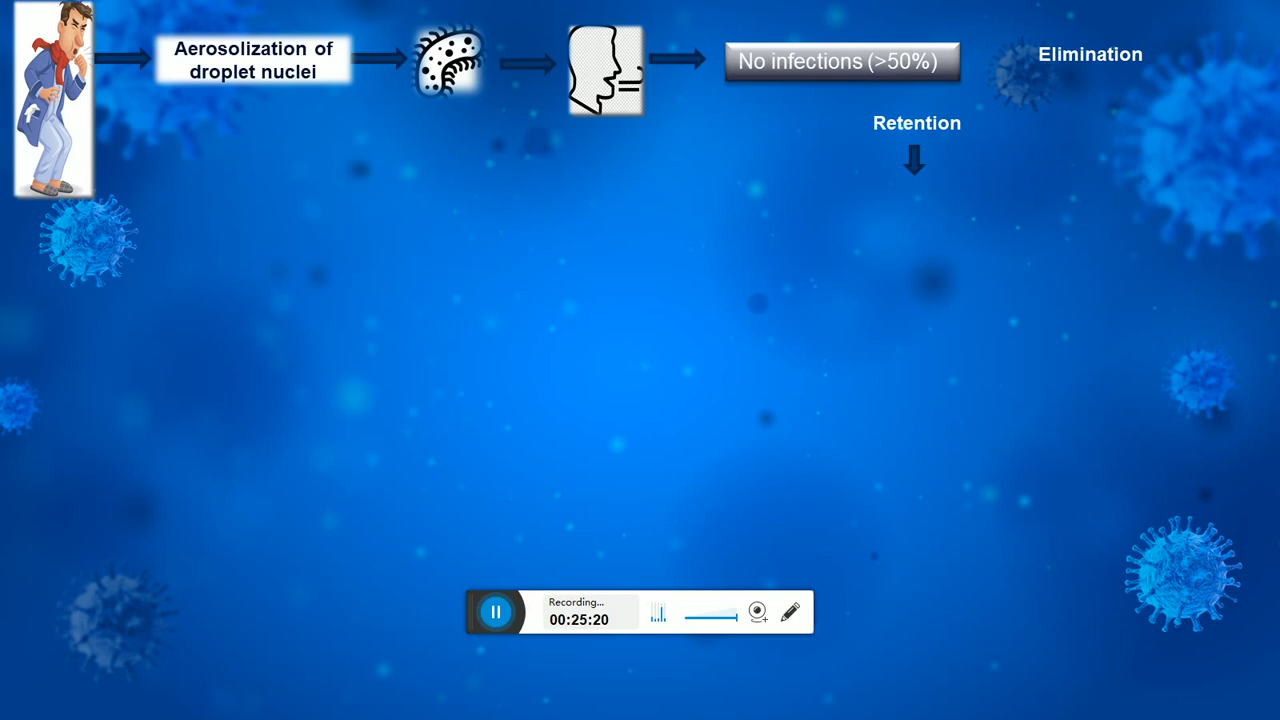 Aerosolization of
droplet nuclei
No infections (>50%)
Elimination
Retention
Recording...
00:25:20